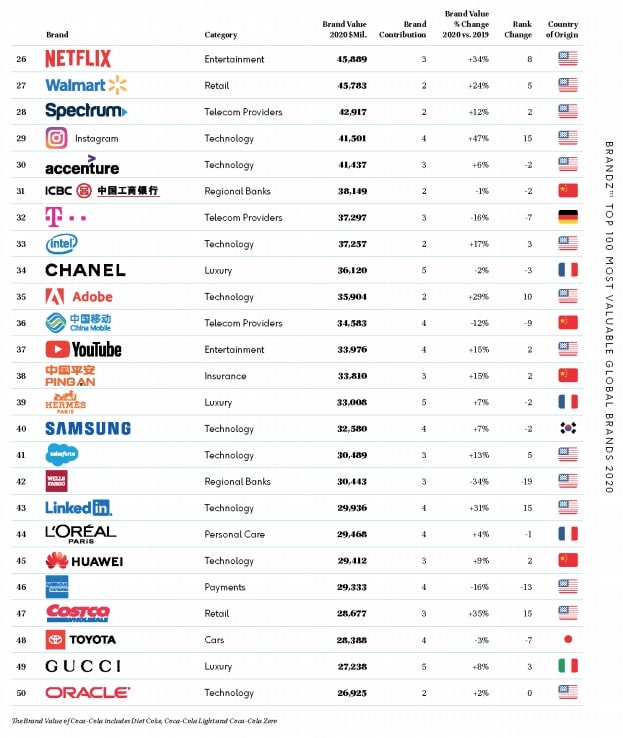 Brand Category Brand Value 2020 $Mil. Brand Contribution Brand Value % Change 2020 vs. 2019 Rank Change Country of Origin
26 NETFLIX Entertainment 45,889 3 +34% 8
27 Walmart Retail 45,783 2 +24% 5
28 Spectrum Telecom Providers 42,917 2 +12% 2
29 Instagram Technology 41,501 4 +47% 15
30 accenture Technology 41,437 3 +6% -2
31 ICBC 中国工商银行 Regional Banks 38,149 2 -1% -2
32 T Telecom Providers 37,297 3 -16% -7
33 intel Technology 37,257 2 +17% 3
34 CHANEL Luxury 36,120 5 -2% -3
35 Adobe Technology 35,904 2 +29% 10
36 中国移动 China Mobile Telecom Providers 34,583 4 -12% -9
37 YouTube Entertainment 33,976 4 +15% 2
38 中国平安 PING AN Insurance 33,810 3 +15% 2
39 HERMÈS PARIS Luxury 33,008 5 +7% -2
40 SAMSUNG Technology 32,580 4 +7% -2
41 salesforce Technology 30,489 3 +13% 5
42 WELLS FARGO Regional Banks 30,443 3 -34% -19
43 LinkedIn Technology 29,936 4 +31% 15
44 L'ORÉAL PARIS Personal Care 29,468 4 +4% -1
45 HUAWEI Technology 29,412 3 +9% 2
46 Payments 29,333 4 -16% -13
47 COSTCO WHOLESALE Retail 28,677 3 +35% 15
48 TOYOTA Cars 28,388 4 -3% -7
49 GUCCI Luxury 27,238 5 +8% 3
50 ORACLE Technology 26,925 2 +2% 0
The Brand Value of Coca-Cola includes Diet Coke, Coca-Cola Light and Coca-Cola Zero
BRANDZ™ TOP 100 MOST VALUABLE GLOBAL BRANDS 2020